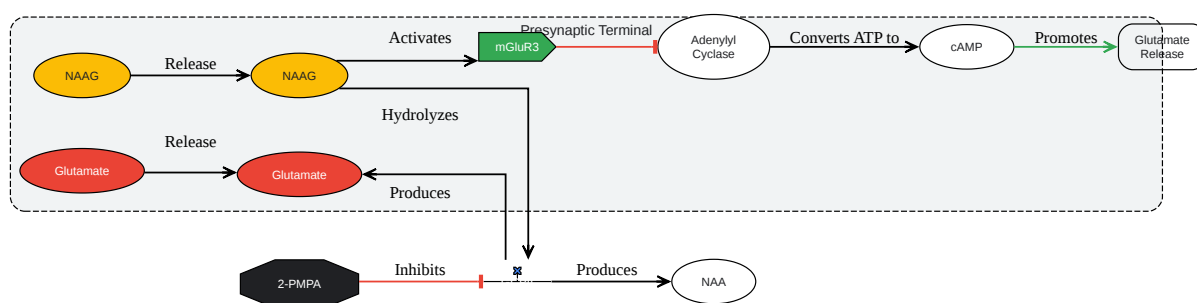 Presynaptic Terminal
Activates
mGluR3
Adenylyl
Cyclase
Converts ATP to
cAMP
Promotes
Glutamate
Release
NAAG
Release
NAAG
Hydrolyzes
Release
Glutamate
Glutamate
Produces
2-PMPA
Inhibits
Produces
NAA